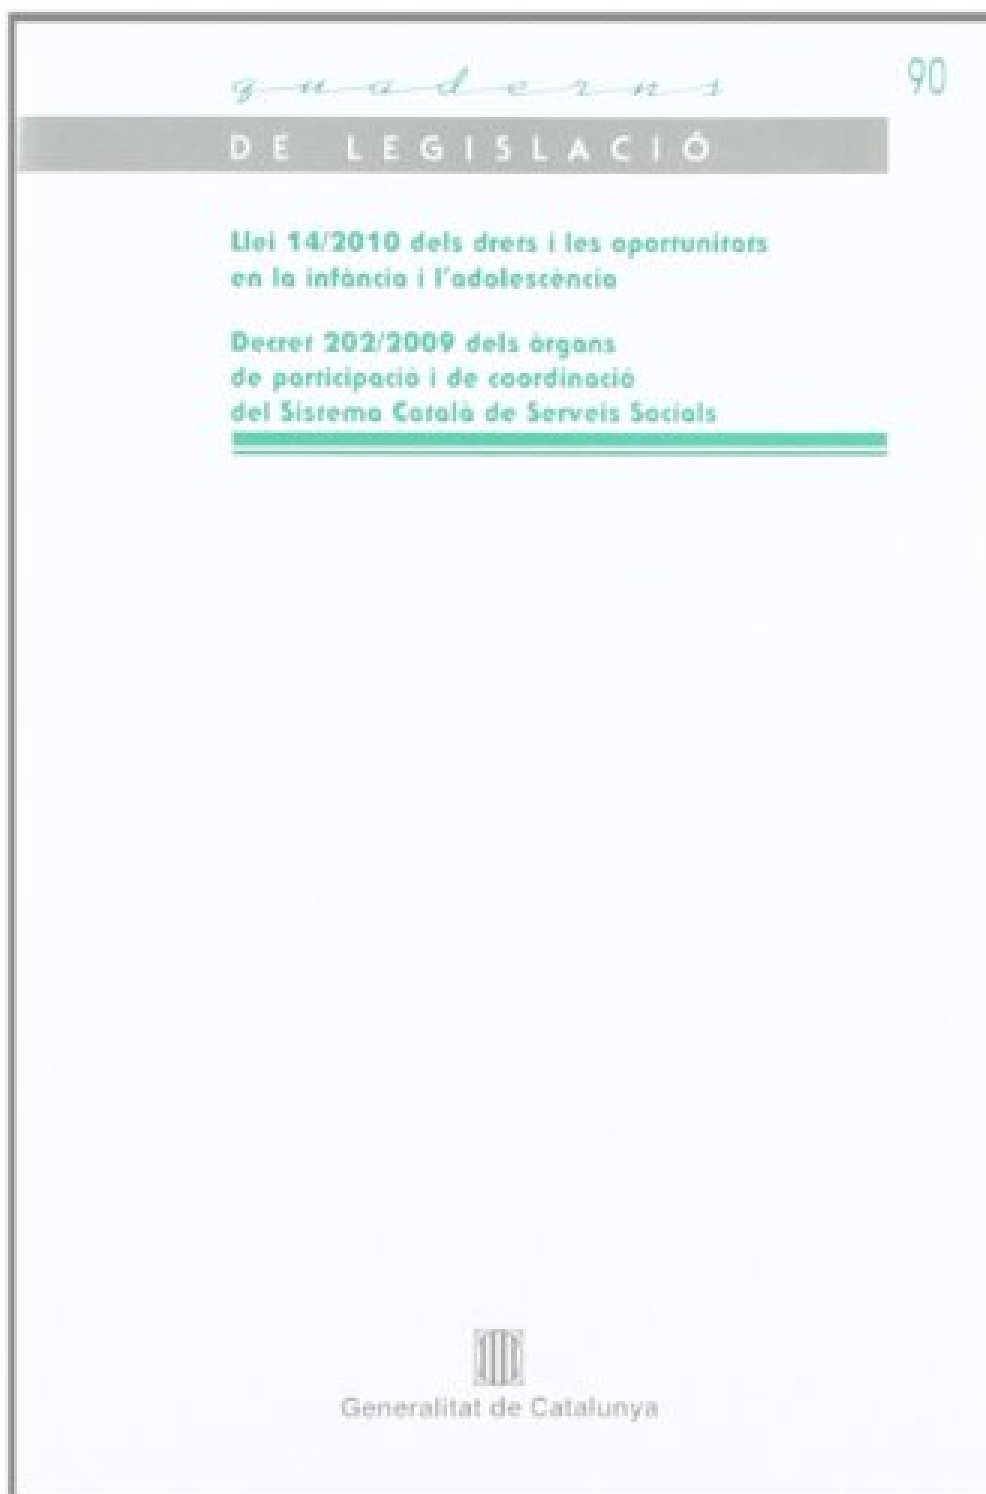 quaderns
90
DE LEGISLACIÓ
Llei 14/2010 dels drets i les oportunitats
en la infància i l'adolescència
Decret 202/2009 dels òrgans
de participació i de coordinació
del Sistema Català de Serveis Socials
Generalitat de Catalunya